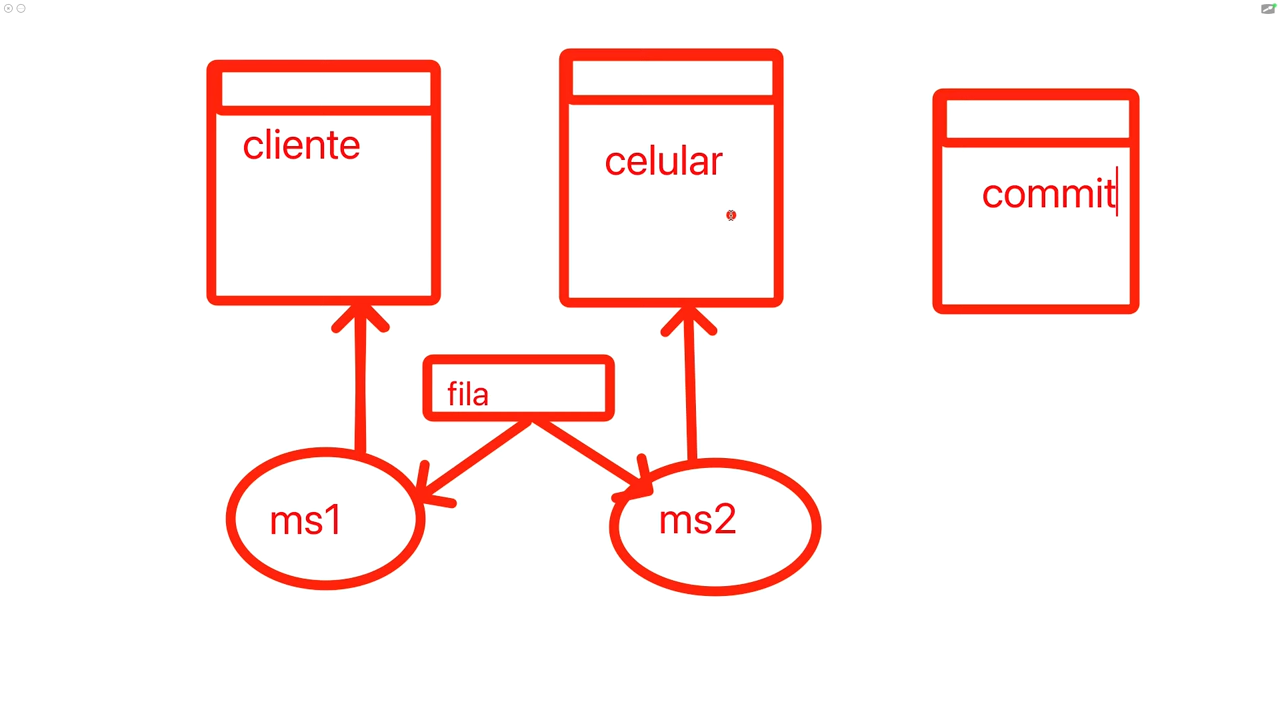 cliente
celular
commit
fila
ms1
ms2